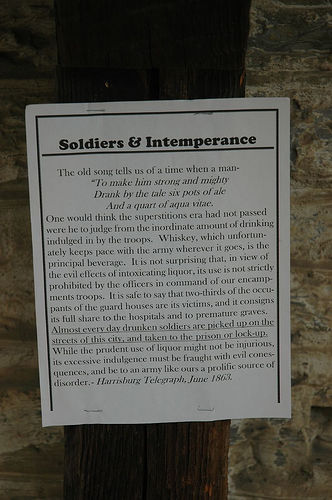 Soldiers & Intemperance
The old song tells us of a time when a man-
"To make him strong and mighty
Drank by the tale six pots of ale
And a quart of aqua vitae.
One would think the superstitions era had not passed
were he to judge from the inordinate amount of drinking
indulged in by the troops. Whiskey, which unfortun-
ately keeps pace with the army wherever it goes, is the
principal beverage. It is not surprising that, in view of
the evil effects of intoxicating liquor, its use is not strictly
prohibited by the officers in command of our encamp-
ments troops. It is safe to say that two-thirds of the occu-
pants of the guard houses are its victims, and it consigns
its full share to the hospitals and to premature graves.
Almost every day drunken soldiers are picked up on the
streets of this city, and taken to the prison or lock-up.
While the prudent use of liquor might not be injurious,
its excessive indulgence must be fraught with evil cones-
quences, and be to an army like ours a prolific source of
disorder.- Harrisburg Telegraph, June 1863.